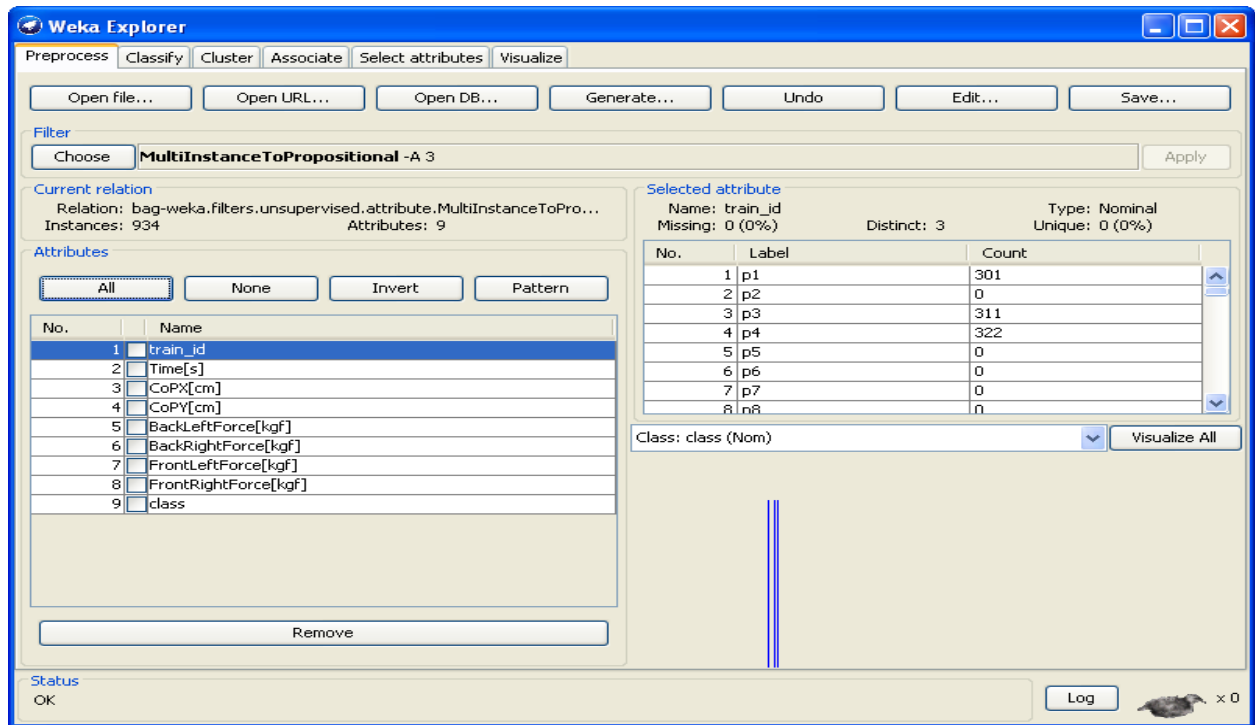 Weka Explorer
Preprocess Classify Cluster Associate Select attributes Visualize
Open file... Open URL... Open DB... Generate... Undo Edit... Save...
Filter
Choose MultiInstanceToPropositional -A 3 Apply
Current relation
Relation: bag-weka.filters.unsupervised.attribute.MultiInstanceToPro...
Instances: 934 Attributes: 9
Attributes
All None Invert Pattern
No. Name
1 train_id
2 Time[s]
3 CoPX[cm]
4 CoPY[cm]
5 BackLeftForce[kgf]
6 BackRightForce[kgf]
7 FrontLeftForce[kgf]
8 FrontRightForce[kgf]
9 class
Remove
Selected attribute
Name: train_id Type: Nominal
Missing: 0 (0%) Distinct: 3 Unique: 0 (0%)
No. Label Count
1 p1 301
2 p2 0
3 p3 311
4 p4 322
5 p5 0
6 p6 0
7 p7 0
8 p8 0
Class: class (Nom) Visualize All
Status
OK
Log x 0